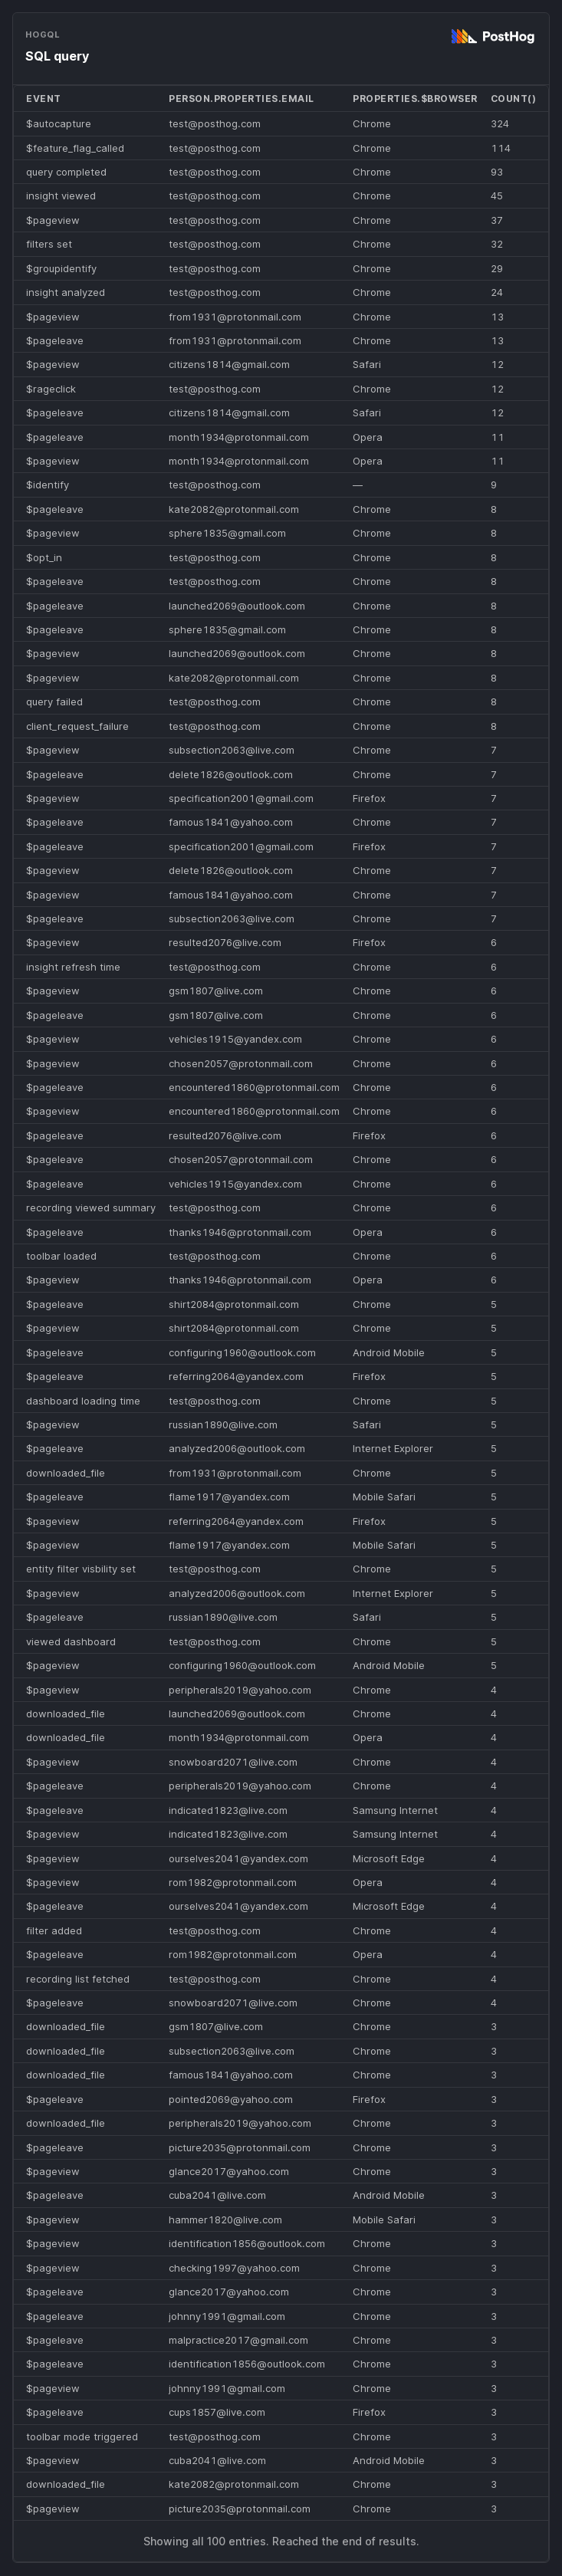 HOGQL
PostHog
SQL query
EVENT PERSON.PROPERTIES.EMAIL PROPERTIES.$BROWSER COUNT()
$autocapture test@posthog.com Chrome 324
$feature_flag_called test@posthog.com Chrome 114
query completed test@posthog.com Chrome 93
insight viewed test@posthog.com Chrome 45
$pageview test@posthog.com Chrome 37
filters set test@posthog.com Chrome 32
$groupidentify test@posthog.com Chrome 29
insight analyzed test@posthog.com Chrome 24
$pageview from1931@protonmail.com Chrome 13
$pageleave from1931@protonmail.com Chrome 13
$pageview citizens1814@gmail.com Safari 12
$rageclick test@posthog.com Chrome 12
$pageleave citizens1814@gmail.com Safari 12
$pageleave month1934@protonmail.com Opera 11
$pageview month1934@protonmail.com Opera 11
$identify test@posthog.com — 9
$pageleave kate2082@protonmail.com Chrome 8
$pageview sphere1835@gmail.com Chrome 8
$opt_in test@posthog.com Chrome 8
$pageleave test@posthog.com Chrome 8
$pageleave launched2069@outlook.com Chrome 8
$pageleave sphere1835@gmail.com Chrome 8
$pageview launched2069@outlook.com Chrome 8
$pageview kate2082@protonmail.com Chrome 8
query failed test@posthog.com Chrome 8
client_request_failure test@posthog.com Chrome 8
$pageview subsection2063@live.com Chrome 7
$pageleave delete1826@outlook.com Chrome 7
$pageview specification2001@gmail.com Firefox 7
$pageleave famous1841@yahoo.com Chrome 7
$pageleave specification2001@gmail.com Firefox 7
$pageview delete1826@outlook.com Chrome 7
$pageview famous1841@yahoo.com Chrome 7
$pageleave subsection2063@live.com Chrome 7
$pageview resulted2076@live.com Firefox 6
insight refresh time test@posthog.com Chrome 6
$pageview gsm1807@live.com Chrome 6
$pageleave gsm1807@live.com Chrome 6
$pageview vehicles1915@yandex.com Chrome 6
$pageview chosen2057@protonmail.com Chrome 6
$pageleave encountered1860@protonmail.com Chrome 6
$pageview encountered1860@protonmail.com Chrome 6
$pageleave resulted2076@live.com Firefox 6
$pageleave chosen2057@protonmail.com Chrome 6
$pageleave vehicles1915@yandex.com Chrome 6
recording viewed summary test@posthog.com Chrome 6
$pageleave thanks1946@protonmail.com Opera 6
toolbar loaded test@posthog.com Chrome 6
$pageview thanks1946@protonmail.com Opera 6
$pageleave shirt2084@protonmail.com Chrome 5
$pageview shirt2084@protonmail.com Chrome 5
$pageleave configuring1960@outlook.com Android Mobile 5
$pageleave referring2064@yandex.com Firefox 5
dashboard loading time test@posthog.com Chrome 5
$pageview russian1890@live.com Safari 5
$pageleave analyzed2006@outlook.com Internet Explorer 5
downloaded_file from1931@protonmail.com Chrome 5
$pageleave flame1917@yandex.com Mobile Safari 5
$pageview referring2064@yandex.com Firefox 5
$pageview flame1917@yandex.com Mobile Safari 5
entity filter visbility set test@posthog.com Chrome 5
$pageview analyzed2006@outlook.com Internet Explorer 5
$pageleave russian1890@live.com Safari 5
viewed dashboard test@posthog.com Chrome 5
$pageview configuring1960@outlook.com Android Mobile 5
$pageview peripherals2019@yahoo.com Chrome 4
downloaded_file launched2069@outlook.com Chrome 4
downloaded_file month1934@protonmail.com Opera 4
$pageview snowboard2071@live.com Chrome 4
$pageleave peripherals2019@yahoo.com Chrome 4
$pageleave indicated1823@live.com Samsung Internet 4
$pageview indicated1823@live.com Samsung Internet 4
$pageview ourselves2041@yandex.com Microsoft Edge 4
$pageview rom1982@protonmail.com Opera 4
$pageleave ourselves2041@yandex.com Microsoft Edge 4
filter added test@posthog.com Chrome 4
$pageleave rom1982@protonmail.com Opera 4
recording list fetched test@posthog.com Chrome 4
$pageleave snowboard2071@live.com Chrome 4
downloaded_file gsm1807@live.com Chrome 3
downloaded_file subsection2063@live.com Chrome 3
downloaded_file famous1841@yahoo.com Chrome 3
$pageleave pointed2069@yahoo.com Firefox 3
downloaded_file peripherals2019@yahoo.com Chrome 3
$pageleave picture2035@protonmail.com Chrome 3
$pageview glance2017@yahoo.com Chrome 3
$pageleave cuba2041@live.com Android Mobile 3
$pageview hammer1820@live.com Mobile Safari 3
$pageview identification1856@outlook.com Chrome 3
$pageview checking1997@yahoo.com Chrome 3
$pageleave glance2017@yahoo.com Chrome 3
$pageleave johnny1991@gmail.com Chrome 3
$pageleave malpractice2017@gmail.com Chrome 3
$pageleave identification1856@outlook.com Chrome 3
$pageview johnny1991@gmail.com Chrome 3
$pageleave cups1857@live.com Firefox 3
toolbar mode triggered test@posthog.com Chrome 3
$pageview cuba2041@live.com Android Mobile 3
downloaded_file kate2082@protonmail.com Chrome 3
$pageview picture2035@protonmail.com Chrome 3
Showing all 100 entries. Reached the end of results.